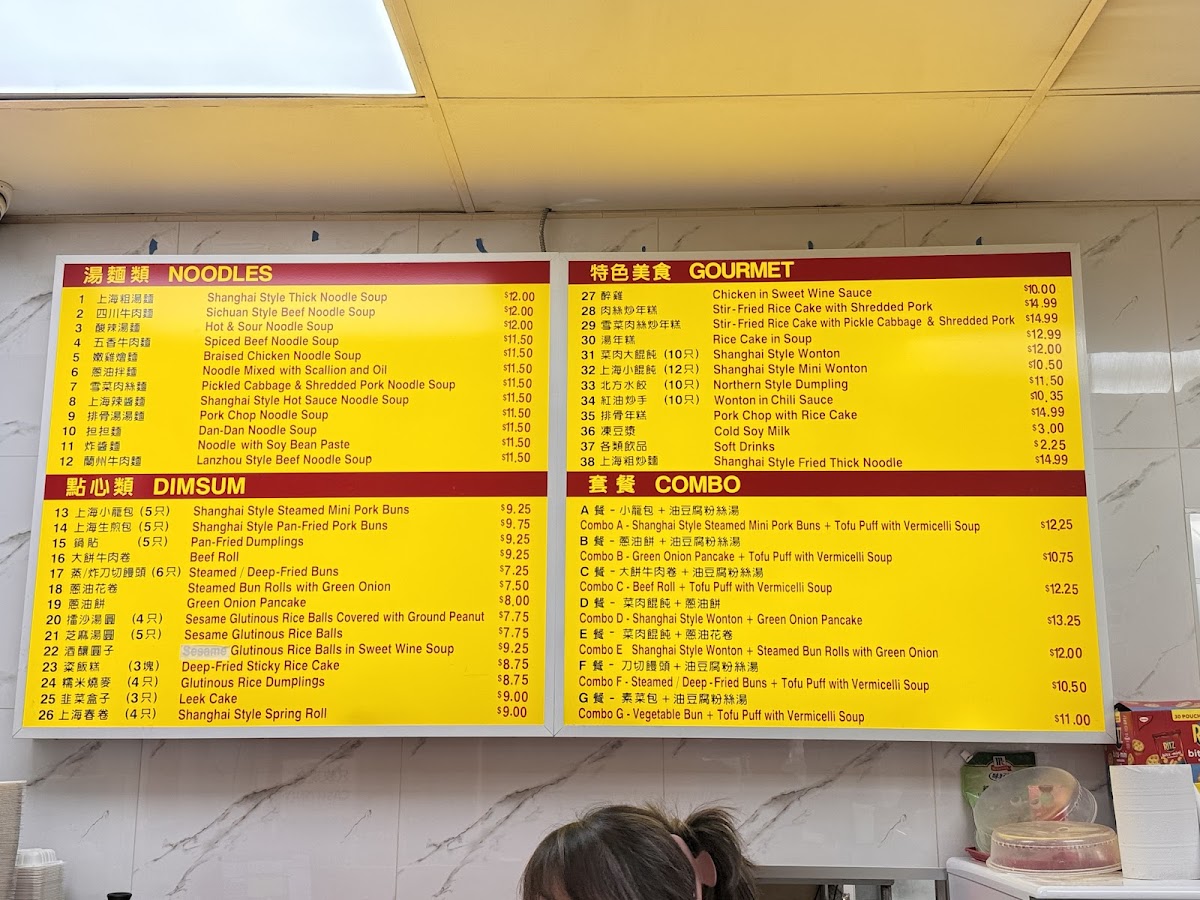 湯麵類 NOODLES
1 上海粗湯麵 Shanghai Style Thick Noodle Soup $12.00
2 四川牛肉麵 Sichuan Style Beef Noodle Soup $12.00
3 酸辣湯麵 Hot & Sour Noodle Soup $12.00
4 五香牛肉麵 Spiced Beef Noodle Soup $11.50
5 嫩雞燴麵 Braised Chicken Noodle Soup $11.50
6 蔥油拌麵 Noodle Mixed with Scallion and Oil $11.50
7 雪菜肉絲麵 Pickled Cabbage & Shredded Pork Noodle Soup $11.50
8 上海辣醬麵 Shanghai Style Hot Sauce Noodle Soup $11.50
9 排骨湯湯麵 Pork Chop Noodle Soup $11.50
10 担担麵 Dan-Dan Noodle Soup $11.50
11 炸醬麵 Noodle with Soy Bean Paste $11.50
12 蘭州牛肉麵 Lanzhou Style Beef Noodle Soup $11.50
點心類 DIMSUM
13 上海小籠包 (5只) Shanghai Style Steamed Mini Pork Buns $9.25
14 上海生煎包 (5只) Shanghai Style Pan-Fried Pork Buns $9.75
15 鍋貼 (5只) Pan-Fried Dumplings $9.25
16 大餅牛肉卷 Beef Roll $9.25
17 蒸/炸刀切饅頭 (6只) Steamed / Deep-Fried Buns $7.25
18 蔥油花卷 Steamed Bun Rolls with Green Onion $7.50
19 蔥油餅 Green Onion Pancake $8.00
20 擂沙湯圓 (4只) Sesame Glutinous Rice Balls Covered with Ground Peanut $7.75
21 芝麻湯圓 (5只) Sesame Glutinous Rice Balls $7.75
22 酒釀圓子 Sesame Glutinous Rice Balls in Sweet Wine Soup $9.25
23 粢飯糕 (3塊) Deep-Fried Sticky Rice Cake $8.75
24 糯米燒麥 (4只) Glutinous Rice Dumplings $8.75
25 韭菜盒子 (3只) Leek Cake $9.00
26 上海春卷 (4只) Shanghai Style Spring Roll $9.00
特色美食 GOURMET
27 醉雞 Chicken in Sweet Wine Sauce $10.00
28 肉絲炒年糕 Stir-Fried Rice Cake with Shredded Pork $14.99
29 雪菜肉絲炒年糕 Stir-Fried Rice Cake with Pickle Cabbage & Shredded Pork $14.99
30 湯年糕 Rice Cake in Soup $12.99
31 菜肉大餛飩 (10只) Shanghai Style Wonton $12.00
32 上海小餛飩 (12只) Shanghai Style Mini Wonton $10.50
33 北方水餃 (10只) Northern Style Dumpling $11.50
34 紅油炒手 (10只) Wonton in Chili Sauce $10.35
35 排骨年糕 Pork Chop with Rice Cake $14.99
36 凍豆漿 Cold Soy Milk $3.00
37 各類飲品 Soft Drinks $2.25
38 上海粗炒麵 Shanghai Style Fried Thick Noodle $14.99
套餐 COMBO
A 餐 - 小籠包 + 油豆腐粉絲湯
Combo A - Shanghai Style Steamed Mini Pork Buns + Tofu Puff with Vermicelli Soup $12.25
B 餐 - 蔥油餅 + 油豆腐粉絲湯
Combo B - Green Onion Pancake + Tofu Puff with Vermicelli Soup $10.75
C 餐 - 大餅牛肉卷 + 油豆腐粉絲湯
Combo C - Beef Roll + Tofu Puff with Vermicelli Soup $12.25
D 餐 - 菜肉餛飩 + 蔥油餅
Combo D - Shanghai Style Wonton + Green Onion Pancake $13.25
E 餐 - 菜肉餛飩 + 蔥油花卷
Combo E Shanghai Style Wonton + Steamed Bun Rolls with Green Onion $12.00
F 餐 - 刀切饅頭 + 油豆腐粉絲湯
Combo F - Steamed / Deep-Fried Buns + Tofu Puff with Vermicelli Soup $10.50
G 餐 - 素菜包 + 油豆腐粉絲湯
Combo G - Vegetable Bun + Tofu Puff with Vermicelli Soup $11.00
RITZ